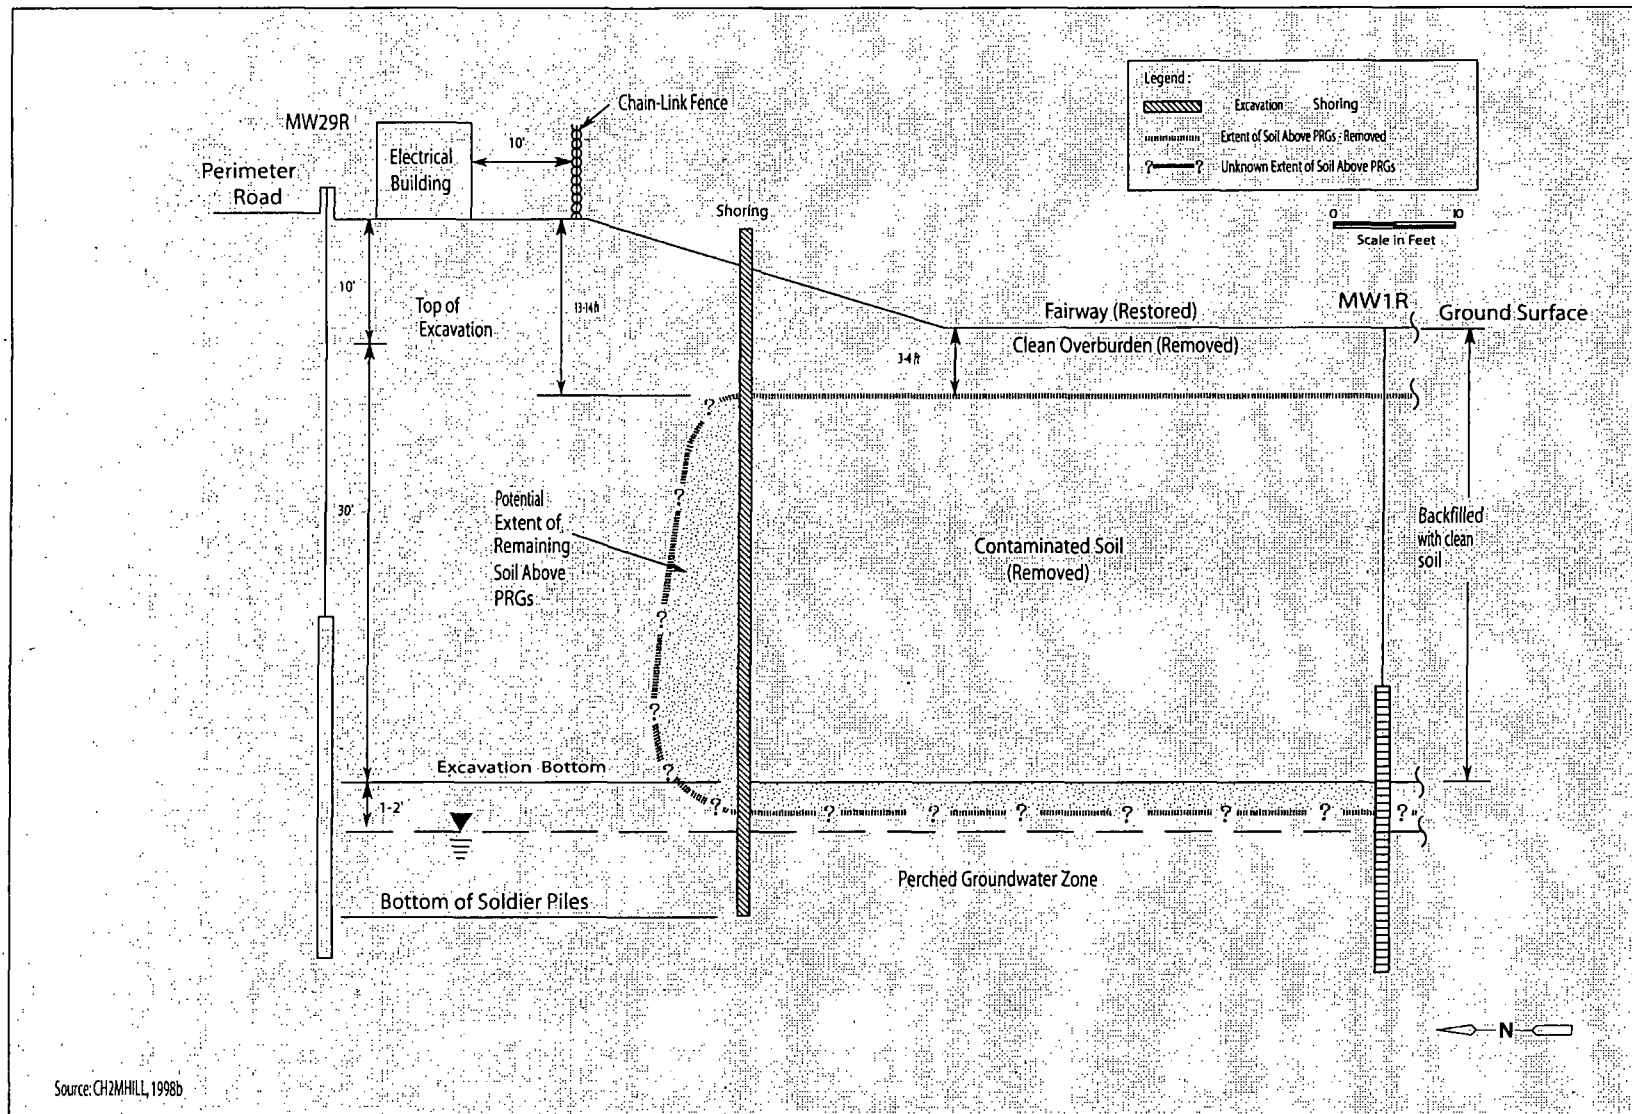 Legend :
Excavation Shoring
Extent of Soil Above PRGs - Removed
? ? Unknown Extent of Soil Above PRGs
0 10
Scale in Feet
Chain-Link Fence
MW29R
10'
Electrical
Building
Perimeter
Road
Shoring
10'
Top of
Excavation
13-14 ft
Fairway (Restored)
MW1R
Ground Surface
Clean Overburden (Removed)
3-4 ft
?
30'
?
Potential
Extent of
Remaining
Soil Above
PRGs
Backfilled
with clean
soil
Contaminated Soil
(Removed)
?
?
Excavation Bottom
?
1-2'
? ? ? ? ? ? ? ?
Perched Groundwater Zone
Bottom of Soldier Piles
N
Source: CH2MHILL, 1998b